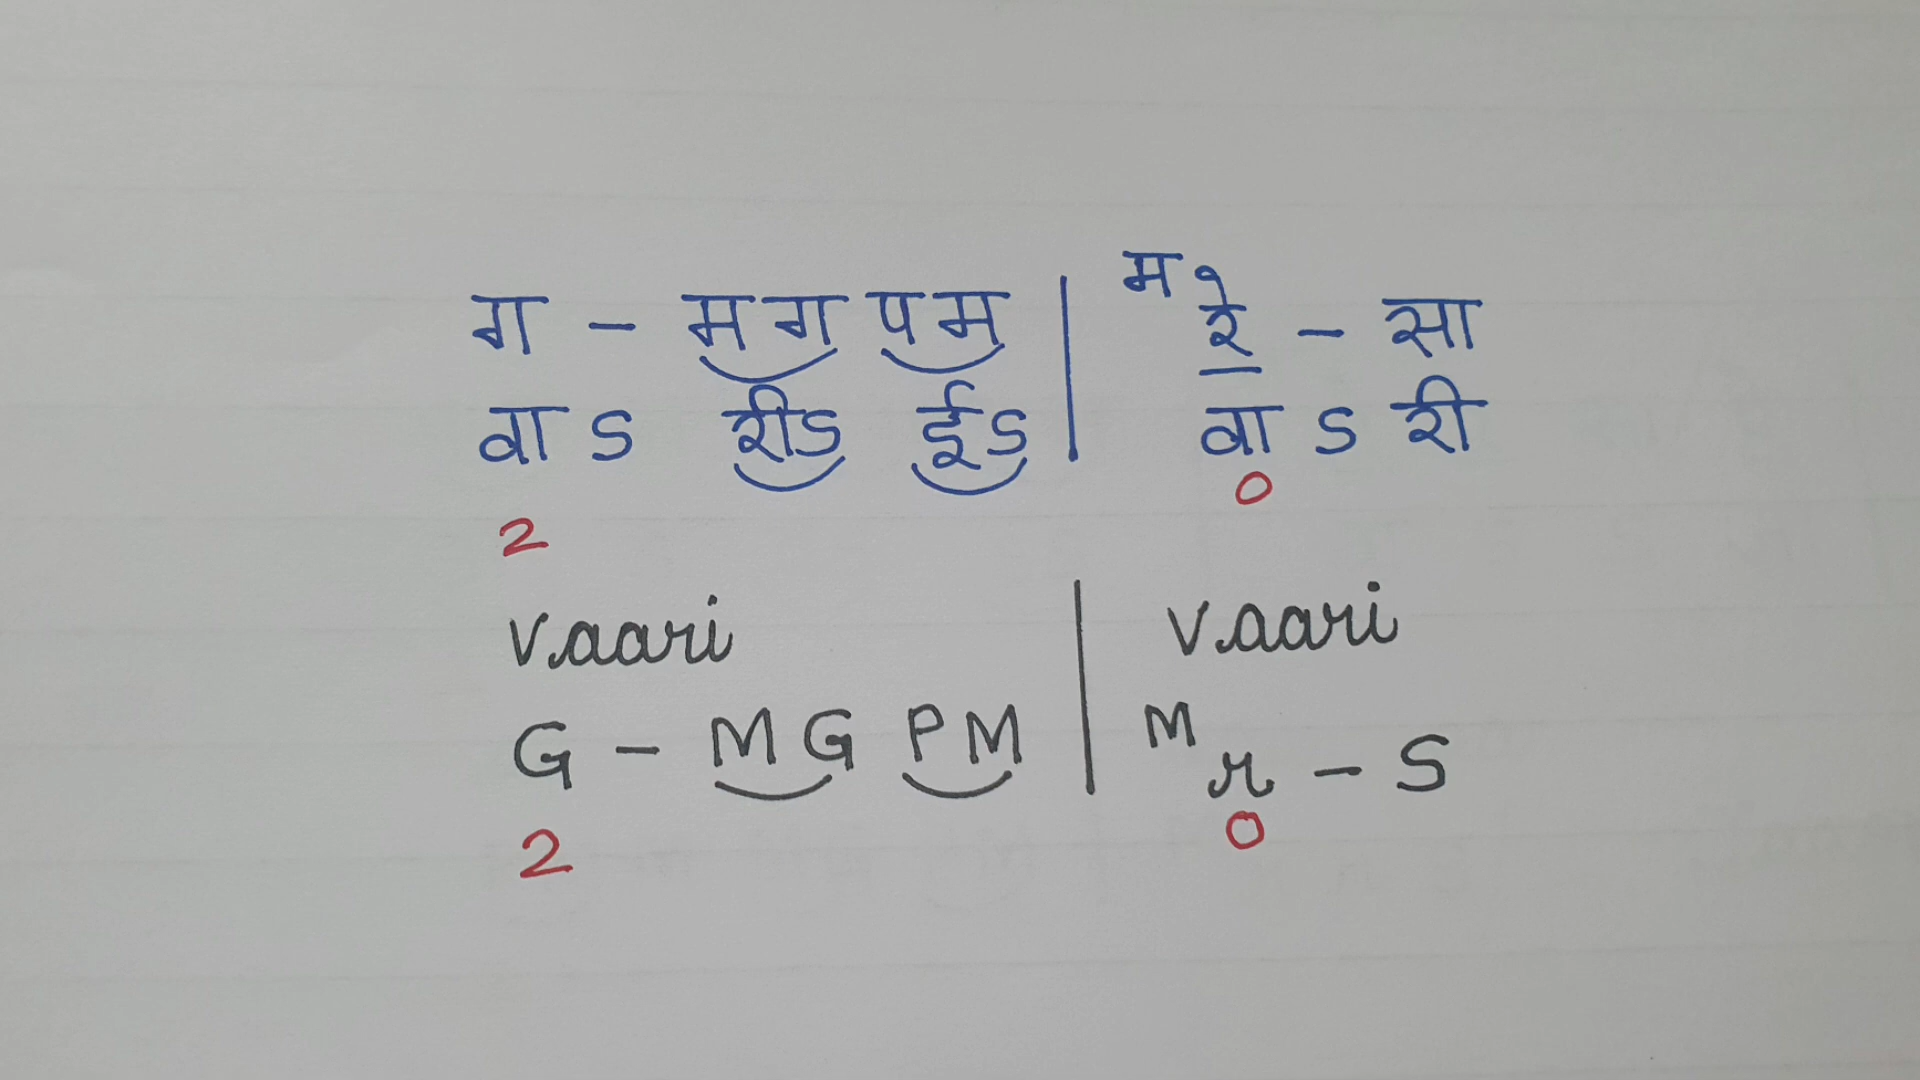 ग - मग पम | म रे॒ - सा
वा ऽ रीऽ ईऽ | वा ऽ री
2 0
vaari | vaari
G - MG PM | M r - S
2 0